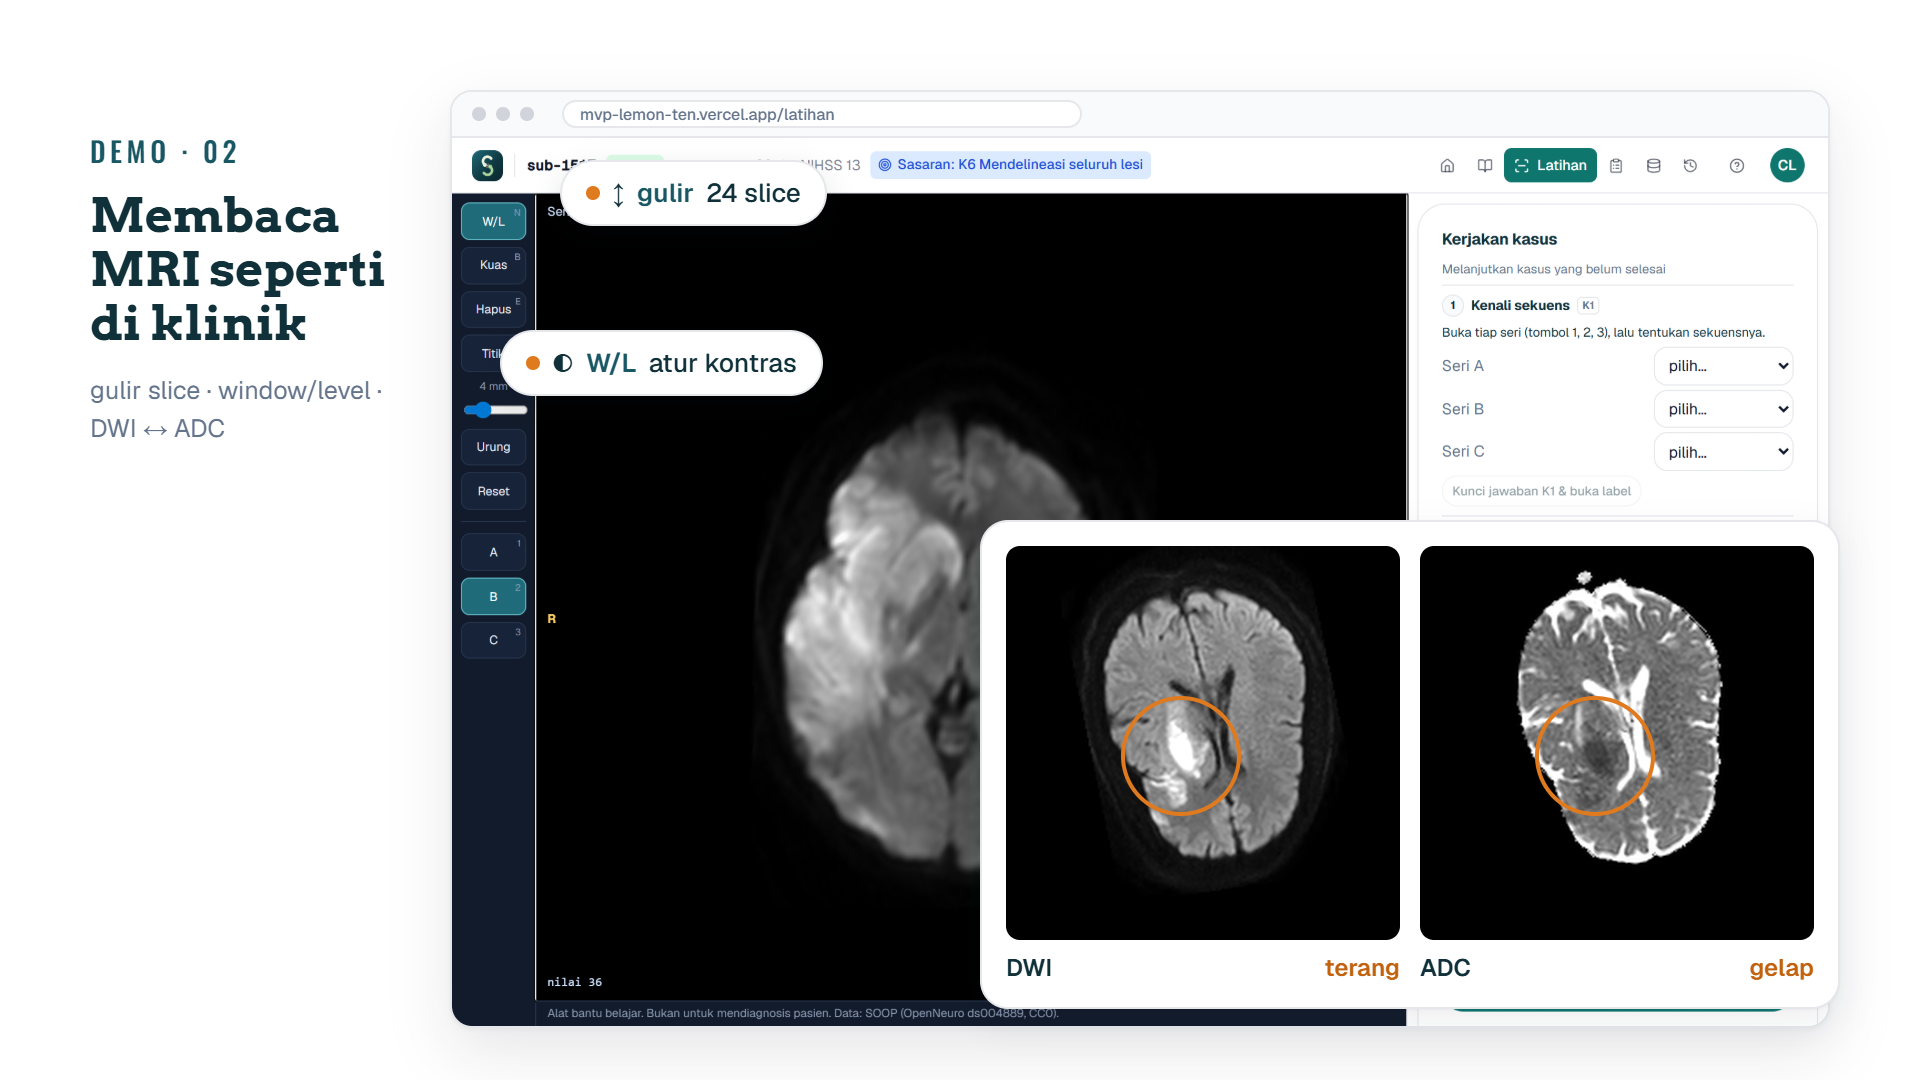 DEMO · 02
Membaca
MRI seperti
di klinik
gulir slice · window/level ·
DWI ↔ ADC
mvp-lemon-ten.vercel.app/latihan
NIHSS 13
Sasaran: K6 Mendelineasi seluruh lesi
Latihan
CL
↕ gulir 24 slice
W/L atur kontras
W/L N
Kuas B
Hapus E
4 mm
Urung
Reset
A 1
B 2
C 3
R
nilai 36
Alat bantu belajar. Bukan untuk mendiagnosis pasien. Data: SOOP (OpenNeuro ds004889, CC0).
Kerjakan kasus
Melanjutkan kasus yang belum selesai
1 Kenali sekuens K1
Buka tiap seri (tombol 1, 2, 3), lalu tentukan sekuensnya.
Seri A pilih...
Seri B pilih...
Seri C pilih...
Kunci jawaban K1 & buka label
DWI terang
ADC gelap